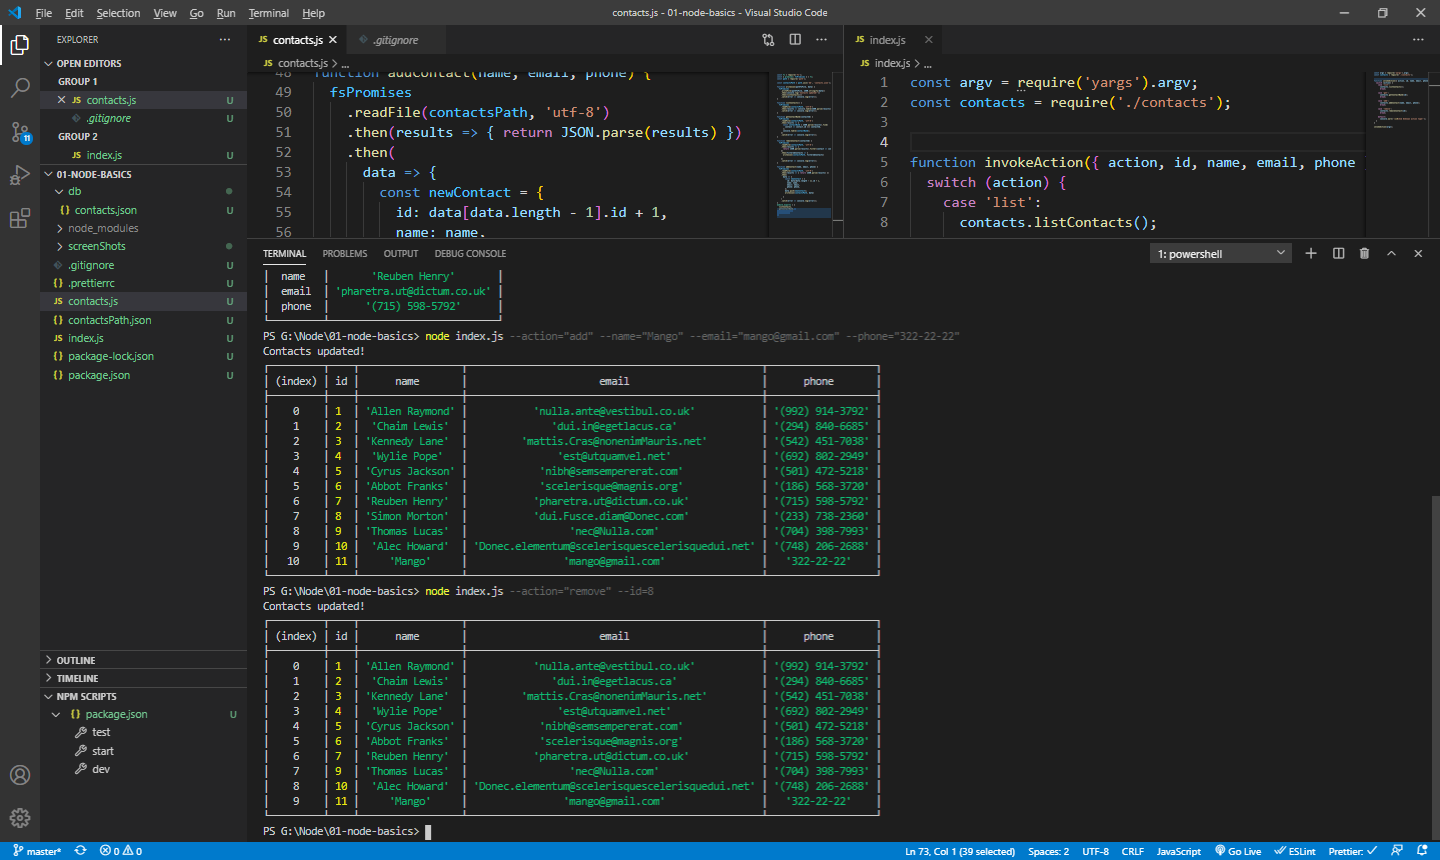 File Edit Selection View Go Run Terminal Help contacts.js - 01-node-basics - Visual Studio Code
EXPLORER ...
OPEN EDITORS
GROUP 1
contacts.js U
.gitignore U
GROUP 2
index.js U
01-NODE-BASICS
db
contacts.json U
node_modules
screenShots
.gitignore U
.prettierrc U
contacts.js U
contactsPath.json U
index.js U
package-lock.json U
package.json U
OUTLINE
TIMELINE
NPM SCRIPTS
package.json U
test
start
dev
11
contacts.js .gitignore
contacts.js > ...
48 function addContact(name, email, phone) {
49 fsPromises
50 .readFile(contactsPath, 'utf-8')
51 .then(results => { return JSON.parse(results) })
52 .then(
53 data => {
54 const newContact = {
55 id: data[data.length - 1].id + 1,
56 name: name,
index.js
index.js > ...
1 const argv = require('yargs').argv;
2 const contacts = require('./contacts');
3
4
5 function invokeAction({ action, id, name, email, phone
6 switch (action) {
7 case 'list':
8 contacts.listContacts();
TERMINAL PROBLEMS OUTPUT DEBUG CONSOLE 1: powershell
name 'Reuben Henry'
email 'pharetra.ut@dictum.co.uk'
phone '(715) 598-5792'
PS G:\Node\01-node-basics> node index.js --action="add" --name="Mango" --email="mango@gmail.com" --phone="322-22-22"
Contacts updated!
(index) id name email phone
0 1 'Allen Raymond' 'nulla.ante@vestibul.co.uk' '(992) 914-3792'
1 2 'Chaim Lewis' 'dui.in@egetlacus.ca' '(294) 840-6685'
2 3 'Kennedy Lane' 'mattis.Cras@nonenimMauris.net' '(542) 451-7038'
3 4 'Wylie Pope' 'est@utquamvel.net' '(692) 802-2949'
4 5 'Cyrus Jackson' 'nibh@semsempererat.com' '(501) 472-5218'
5 6 'Abbot Franks' 'scelerisque@magnis.org' '(186) 568-3720'
6 7 'Reuben Henry' 'pharetra.ut@dictum.co.uk' '(715) 598-5792'
7 8 'Simon Morton' 'dui.Fusce.diam@Donec.com' '(233) 738-2360'
8 9 'Thomas Lucas' 'nec@Nulla.com' '(704) 398-7993'
9 10 'Alec Howard' 'Donec.elementum@scelerisquescelerisquedui.net' '(748) 206-2688'
10 11 'Mango' 'mango@gmail.com' '322-22-22'
PS G:\Node\01-node-basics> node index.js --action="remove" --id=8
Contacts updated!
(index) id name email phone
0 1 'Allen Raymond' 'nulla.ante@vestibul.co.uk' '(992) 914-3792'
1 2 'Chaim Lewis' 'dui.in@egetlacus.ca' '(294) 840-6685'
2 3 'Kennedy Lane' 'mattis.Cras@nonenimMauris.net' '(542) 451-7038'
3 4 'Wylie Pope' 'est@utquamvel.net' '(692) 802-2949'
4 5 'Cyrus Jackson' 'nibh@semsempererat.com' '(501) 472-5218'
5 6 'Abbot Franks' 'scelerisque@magnis.org' '(186) 568-3720'
6 7 'Reuben Henry' 'pharetra.ut@dictum.co.uk' '(715) 598-5792'
7 9 'Thomas Lucas' 'nec@Nulla.com' '(704) 398-7993'
8 10 'Alec Howard' 'Donec.elementum@scelerisquescelerisquedui.net' '(748) 206-2688'
9 11 'Mango' 'mango@gmail.com' '322-22-22'
PS G:\Node\01-node-basics>
master* 0 0 Ln 73, Col 1 (39 selected) Spaces: 2 UTF-8 CRLF JavaScript Go Live ESLint Prettier: ✓